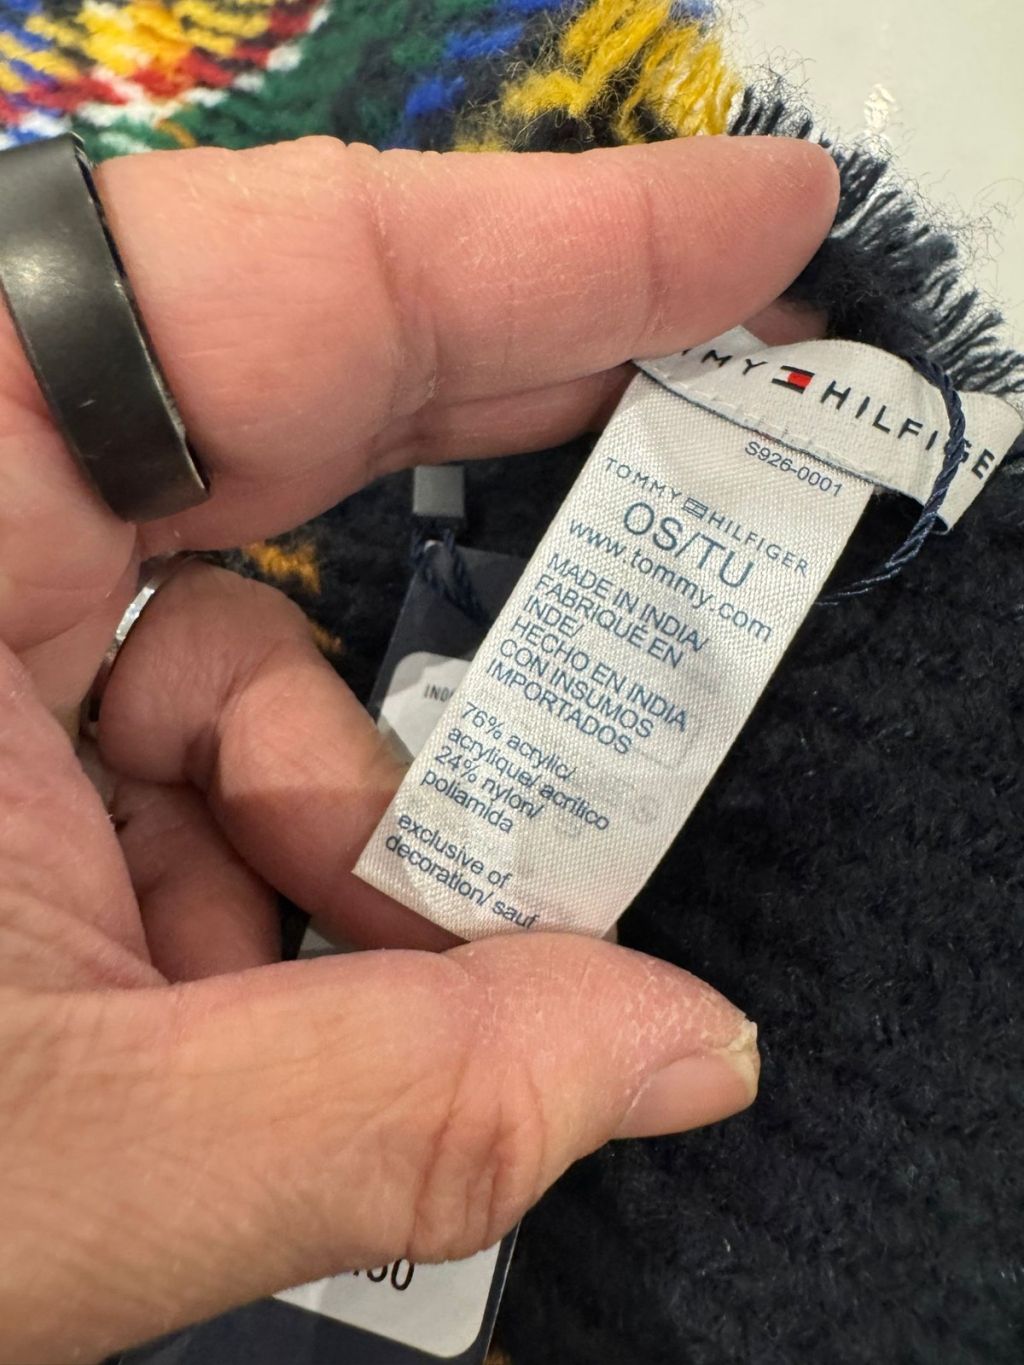 MY HILFIGE
S926-0001
TOMMY HILFIGER
OS/TU
www.tommy.com
MADE IN INDIA/
FABRIQUÉ EN
INDE/
HECHO EN INDIA
CON INSUMOS
IMPORTADOS
76% acrylic/
acrylique/ acrílico
24% nylon/
poliamida
exclusive of
decoration/ sauf